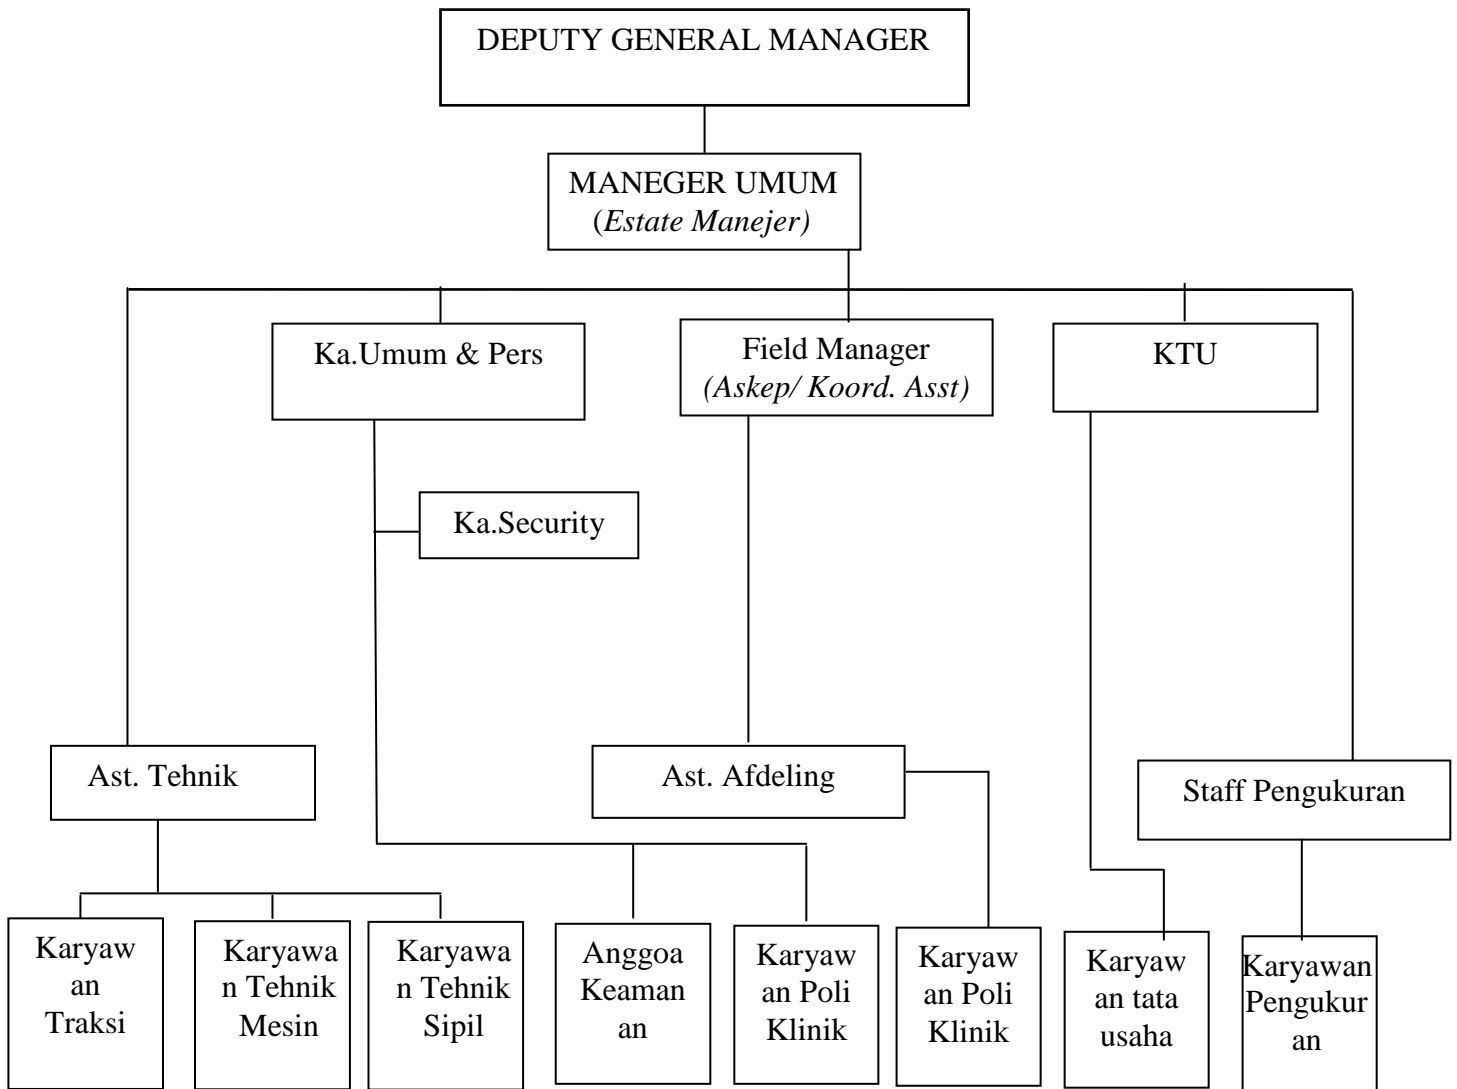 DEPUTY GENERAL MANAGER
MANEGER UMUM
(Estate Manejer)
Ka.Umum & Pers
Field Manager
(Askep/ Koord. Asst)
KTU
Ka.Security
Ast. Tehnik
Ast. Afdeling
Staff Pengukuran
Karyaw
an
Traksi
Karyawa
n Tehnik
Mesin
Karyawa
n Tehnik
Sipil
Anggoa
Keaman
an
Karyaw
an Poli
Klinik
Karyaw
an Poli
Klinik
Karyaw
an tata
usaha
Karyawan
Pengukur
an